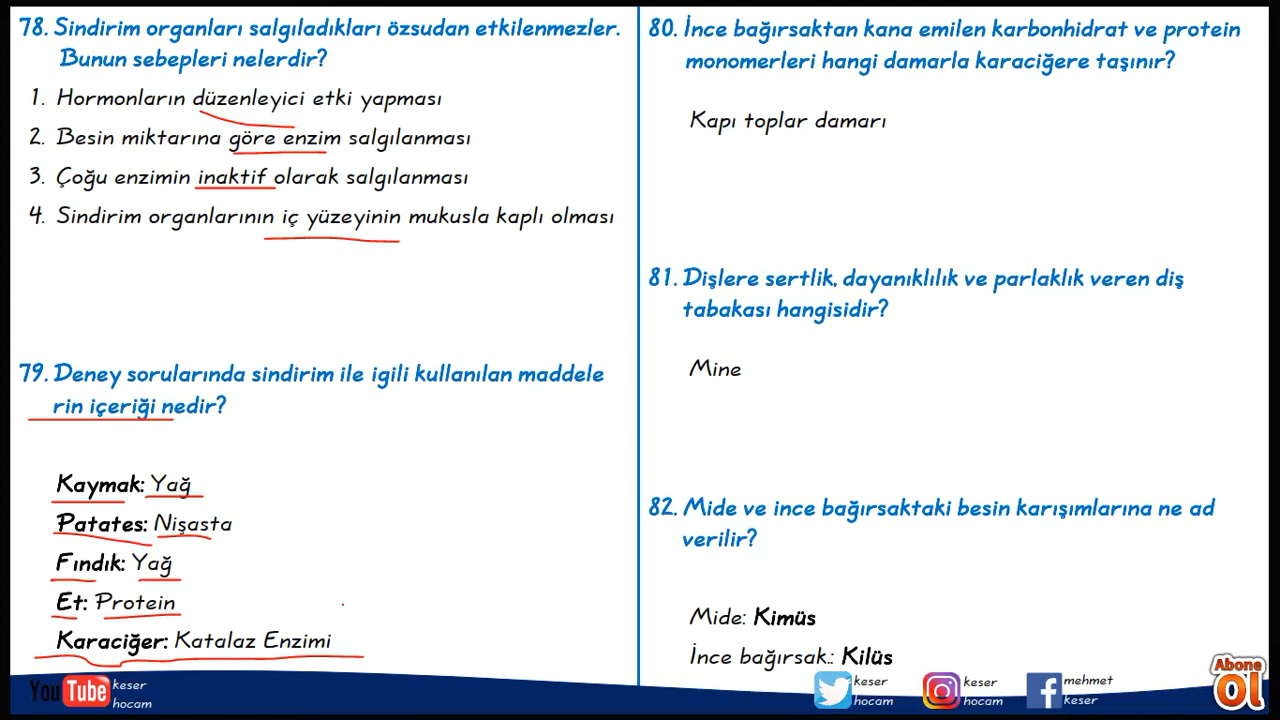 78. Sindirim organları salgıladıkları özsudan etkilenmezler.
Bunun sebepleri nelerdir?
1. Hormonların düzenleyici etki yapması
2. Besin miktarına göre enzim salgılanması
3. Çoğu enzimin inaktif olarak salgılanması
4. Sindirim organlarının iç yüzeyinin mukusla kaplı olması
79. Deney sorularında sindirim ile igili kullanılan maddele
rin içeriği nedir?
Kaymak: Yağ
Patates: Nişasta
Fındık: Yağ
Et: Protein
Karaciğer: Katalaz Enzimi
80. İnce bağırsaktan kana emilen karbonhidrat ve protein
monomerleri hangi damarla karaciğere taşınır?
Kapı toplar damarı
81. Dişlere sertlik, dayanıklılık ve parlaklık veren diş
tabakası hangisidir?
Mine
82. Mide ve ince bağırsaktaki besin karışımlarına ne ad
verilir?
Mide: Kimüs
İnce bağırsak.: Kilüs
YouTube keser
hocam
keser
hocam
keser
hocam
mehmet
keser
Abone
OL